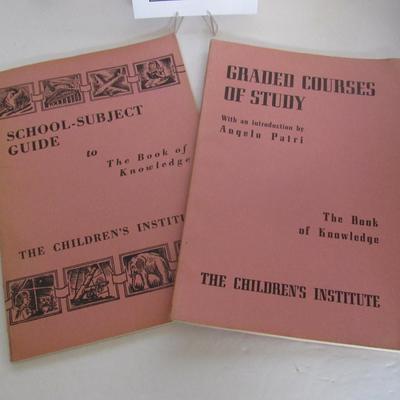 SCHOOL-SUBJECT
GUIDE
to
The Book of
Knowledge
THE CHILDREN'S INSTITUTE
GRADED COURSES
OF STUDY
With an introduction by
Angelo Patri
The Book
of Knowledge
THE CHILDREN'S INSTITUTE